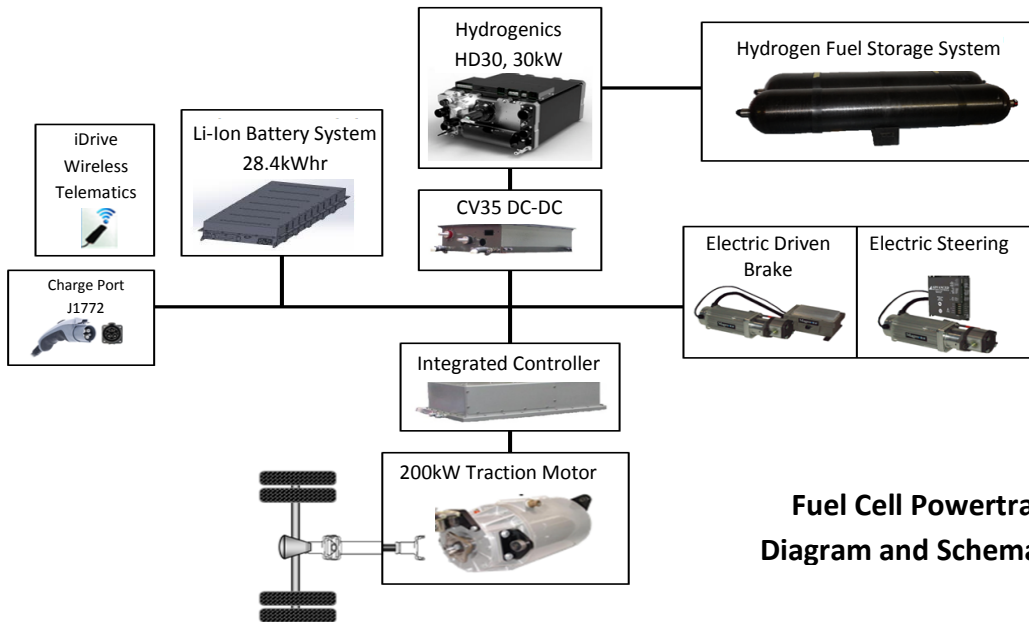 Hydrogenics
HD30, 30kW
Hydrogen Fuel Storage System
iDrive
Wireless
Telematics
Li-Ion Battery System
28.4kWhr
CV35 DC-DC
Electric Driven
Brake
Electric Steering
Charge Port
J1772
Integrated Controller
200kW Traction Motor
Fuel Cell Powertra
Diagram and Schema